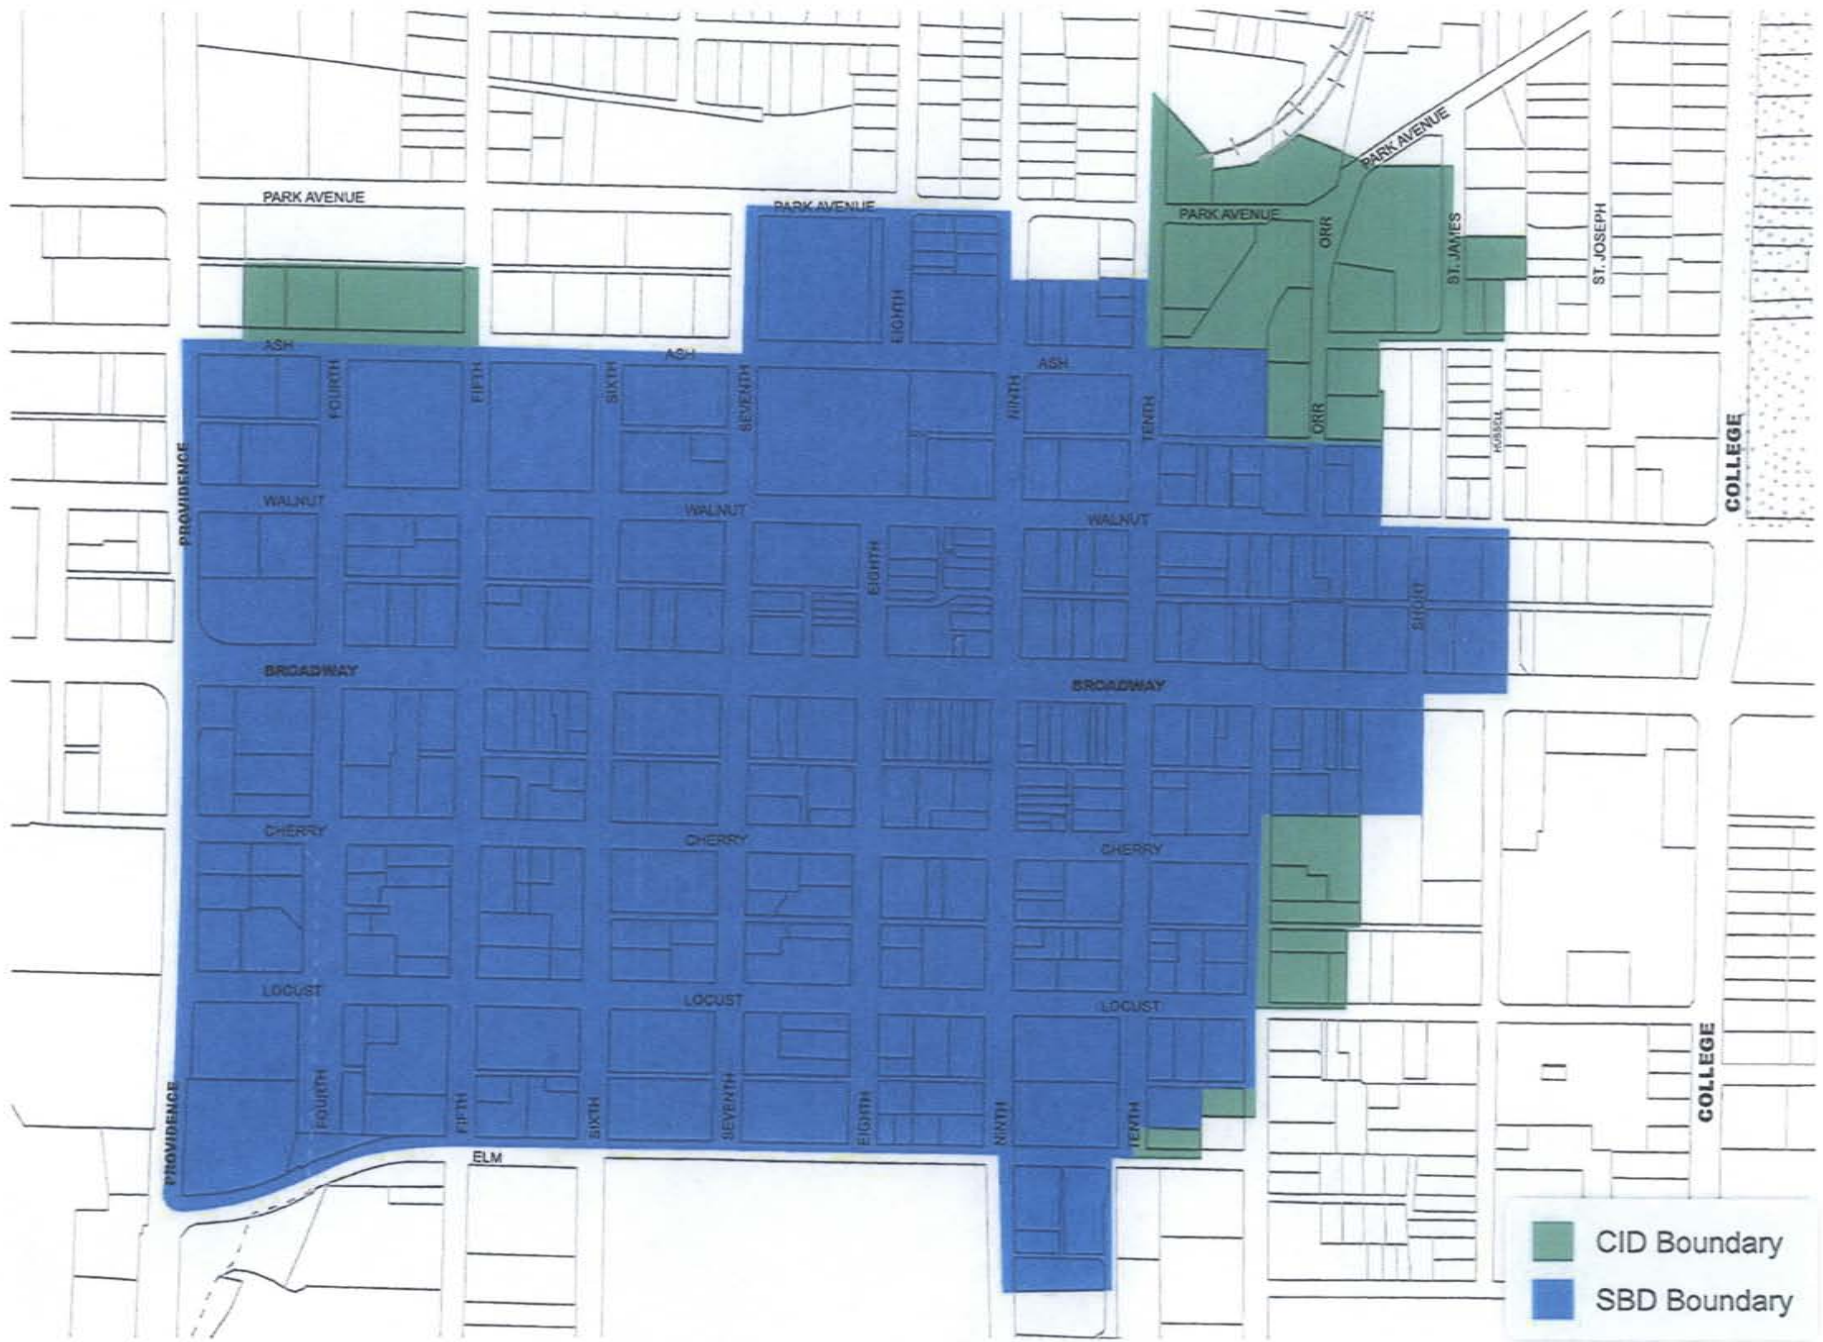 PARK AVENUE
PARK AVENUE
PARK AVENUE
PARK AVENUE
ORR
ST. JAMES
ST. JOSEPH
EIGHTH
ASH
ASH
ASH
FOURTH
FIFTH
SIXTH
SEVENTH
NINTH
TENTH
ORR
HUBBELL
COLLEGE
PROVIDENCE
WALNUT
WALNUT
WALNUT
EIGHTH
SHORT
BROADWAY
BROADWAY
CHERRY
CHERRY
CHERRY
LOCUST
LOCUST
LOCUST
PROVIDENCE
FOURTH
FIFTH
SIXTH
SEVENTH
EIGHTH
NINTH
TENTH
COLLEGE
ELM
CID Boundary
SBD Boundary